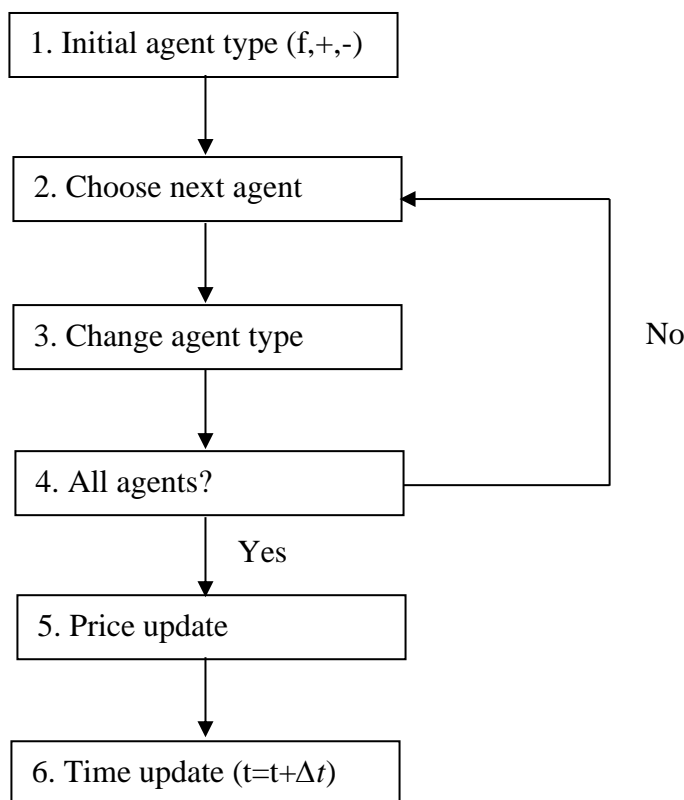 1. Initial agent type (f,+,-)
2. Choose next agent
3. Change agent type
No
4. All agents?
Yes
5. Price update
6. Time update (t=t+Δt)